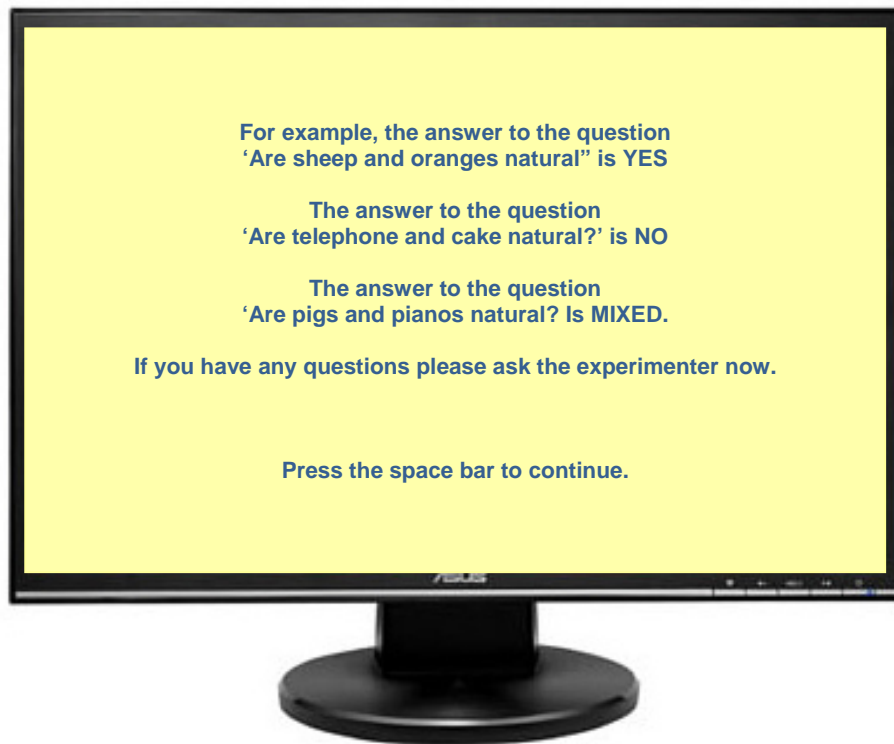 For example, the answer to the question
‘Are sheep and oranges natural” is YES
The answer to the question
‘Are telephone and cake natural?’ is NO
The answer to the question
‘Are pigs and pianos natural? Is MIXED.
If you have any questions please ask the experimenter now.
Press the space bar to continue.
ASUS